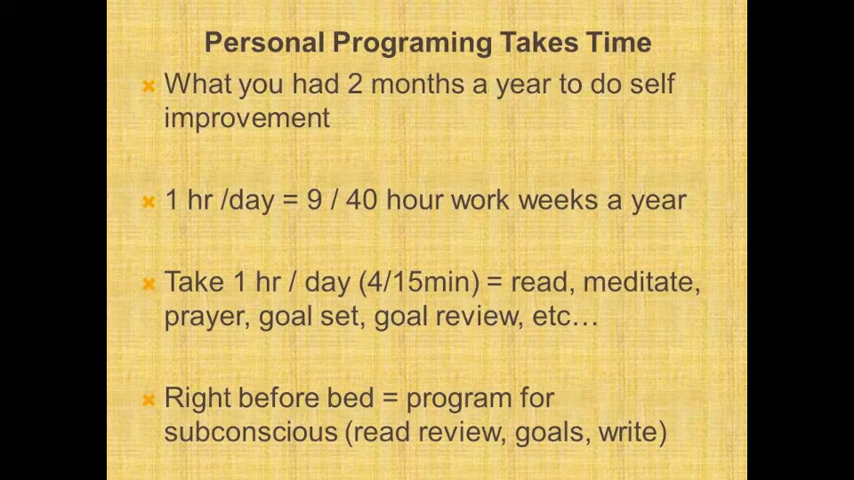 Personal Programing Takes Time
What you had 2 months a year to do self
improvement
1 hr /day = 9 / 40 hour work weeks a year
Take 1 hr / day (4/15min) = read, meditate,
prayer, goal set, goal review, etc…
Right before bed = program for
subconscious (read review, goals, write)